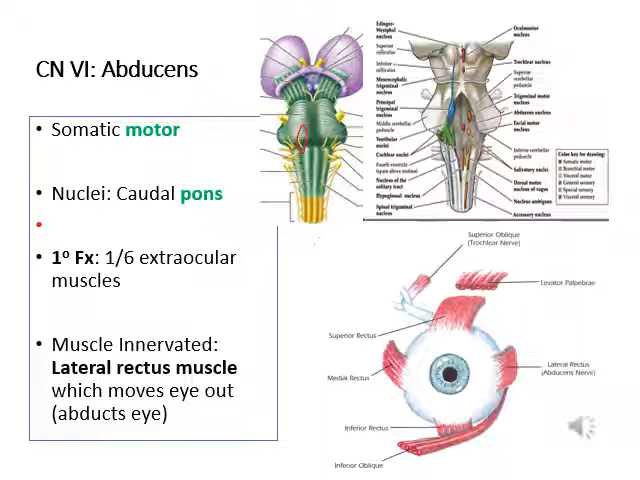 CN VI: Abducens
• Somatic motor
• Nuclei: Caudal pons
•
• 1º Fx: 1/6 extraocular
muscles
• Muscle Innervated:
Lateral rectus muscle
which moves eye out
(abducts eye)
Edinger-
Westphal
nucleus
Superior
colliculus
Inferior
colliculus
Mesencephalic
trigeminal
nucleus
Principal
trigeminal
nucleus
Middle cerebellar
peduncle
Vestibular
nuclei
Cochlear nuclei
Fourth ventricle
(space above sentinel)
Nucleus of the
solitary tract
Hypoglossal nucleus
Spinal trigeminal
nucleus
Oculomotor
nucleus
Trochlear nucleus
Superior
cerebellar
peduncle
Trigeminal motor
nucleus
Abducens nucleus
Facial motor
nucleus
Inferior cerebellar
peduncle
Salivatory nuclei
Dorsal motor
nucleus of vagus
Nucleus ambiguus
Accessory nucleus
Color key for drawing:
Somatic motor
Branchial motor
Visceral motor
General sensory
Special sensory
Visceral sensory
Superior Oblique
(Trochlear Nerve)
Levator Palpebrae
Superior Rectus
Medial Rectus
Lateral Rectus
(Abducens Nerve)
Inferior Rectus
Inferior Oblique